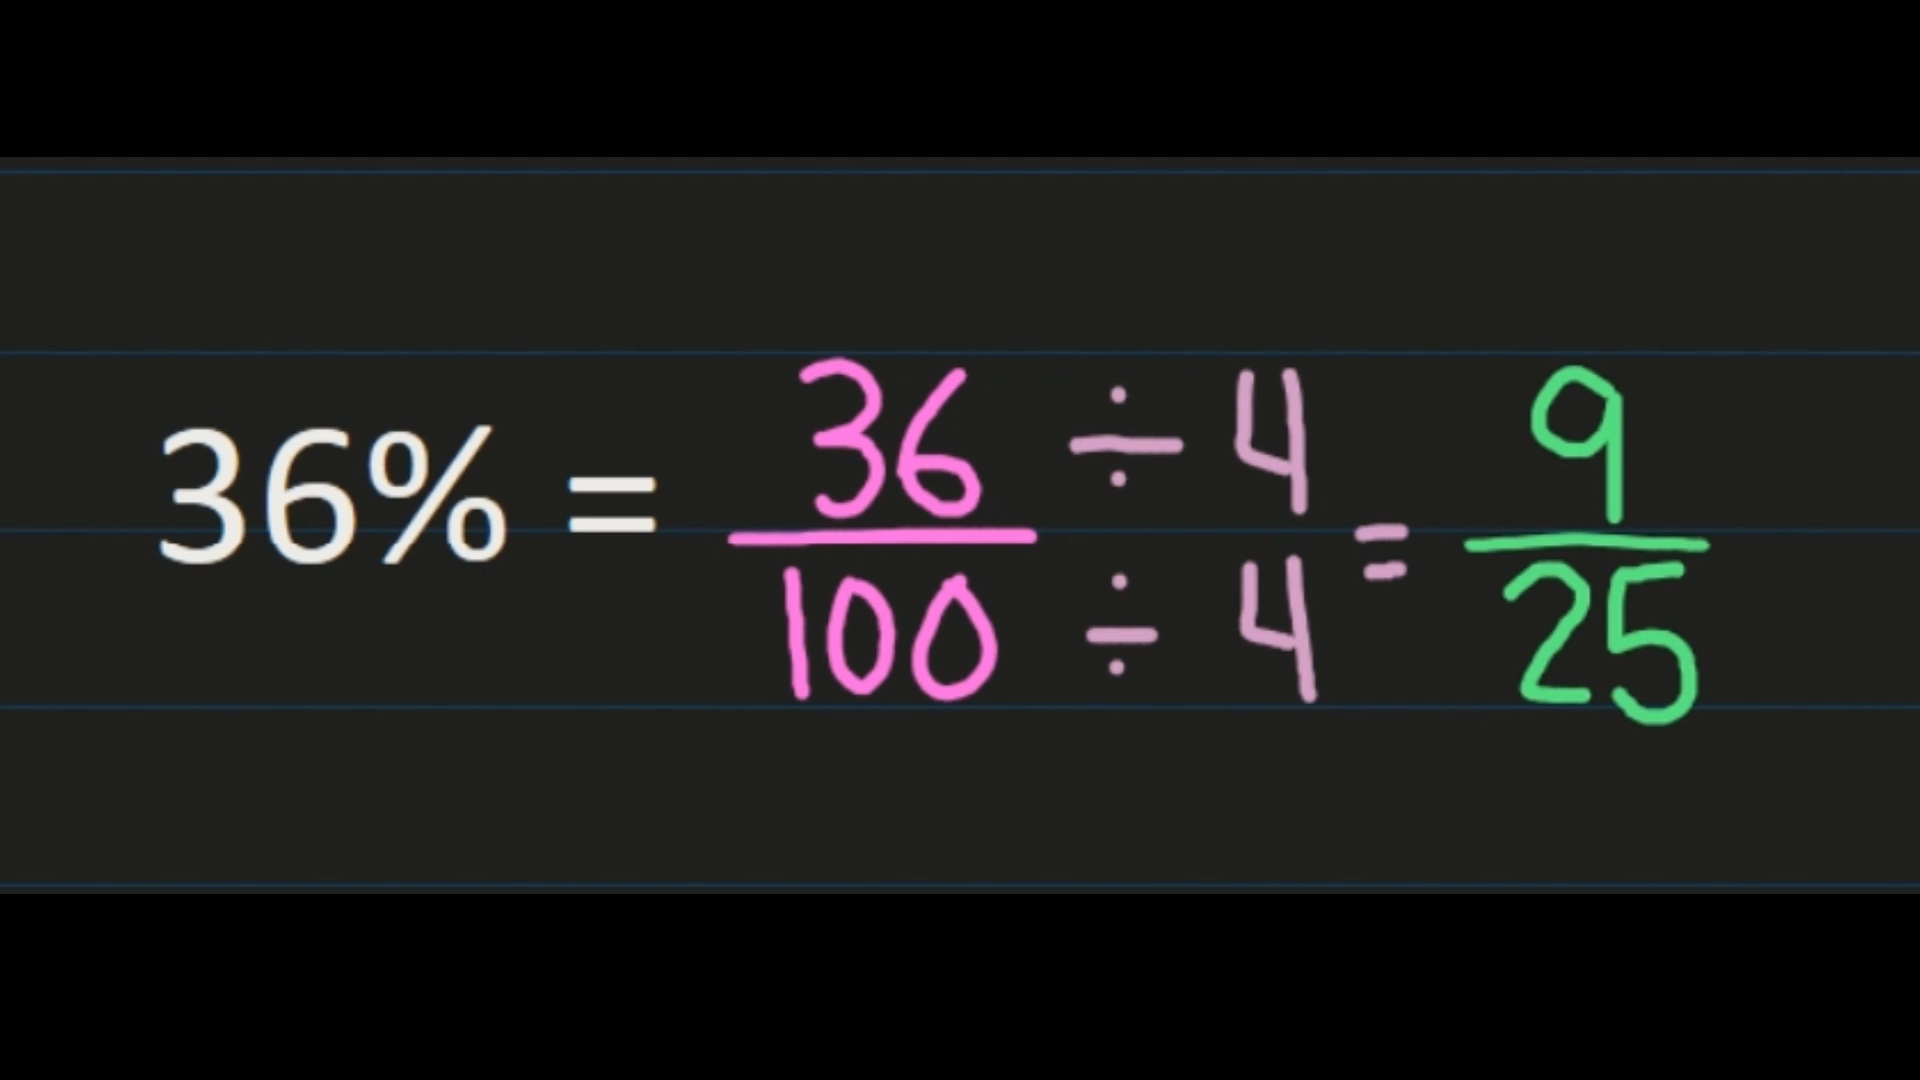 36% = 36/100 ÷ 4/÷ 4 = 9/25